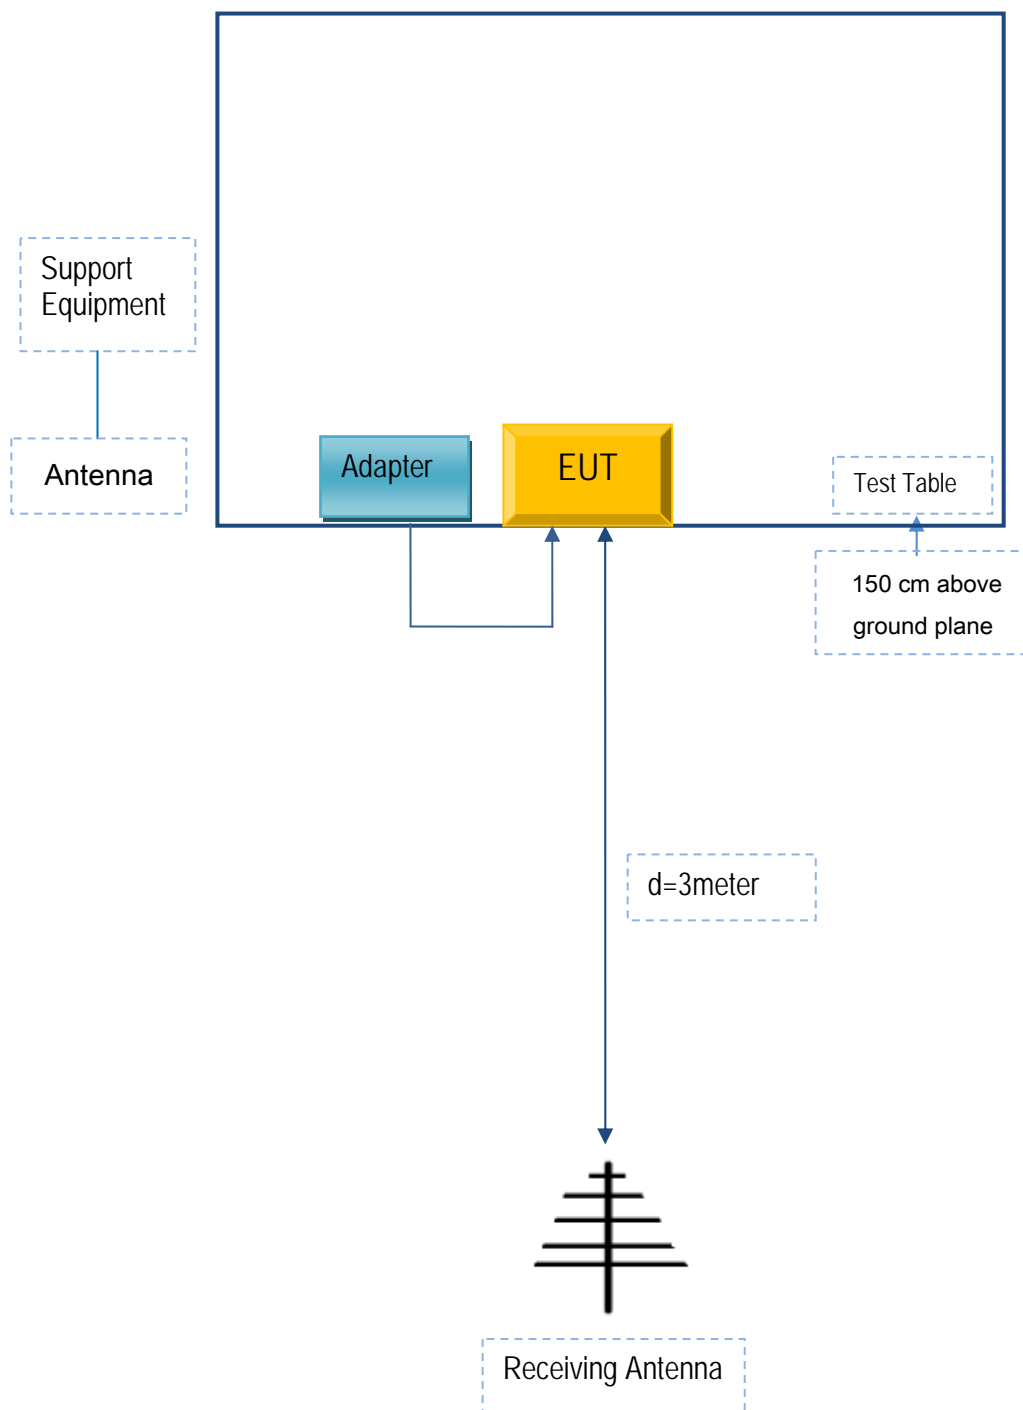 Support
Equipment
Antenna
Adapter
EUT
Test Table
150 cm above
ground plane
d=3meter
Receiving Antenna